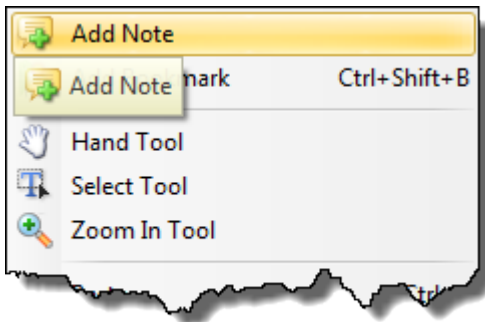 Add Note
Add Note
mark Ctrl+Shift+B
Hand Tool
Select Tool
Zoom In Tool